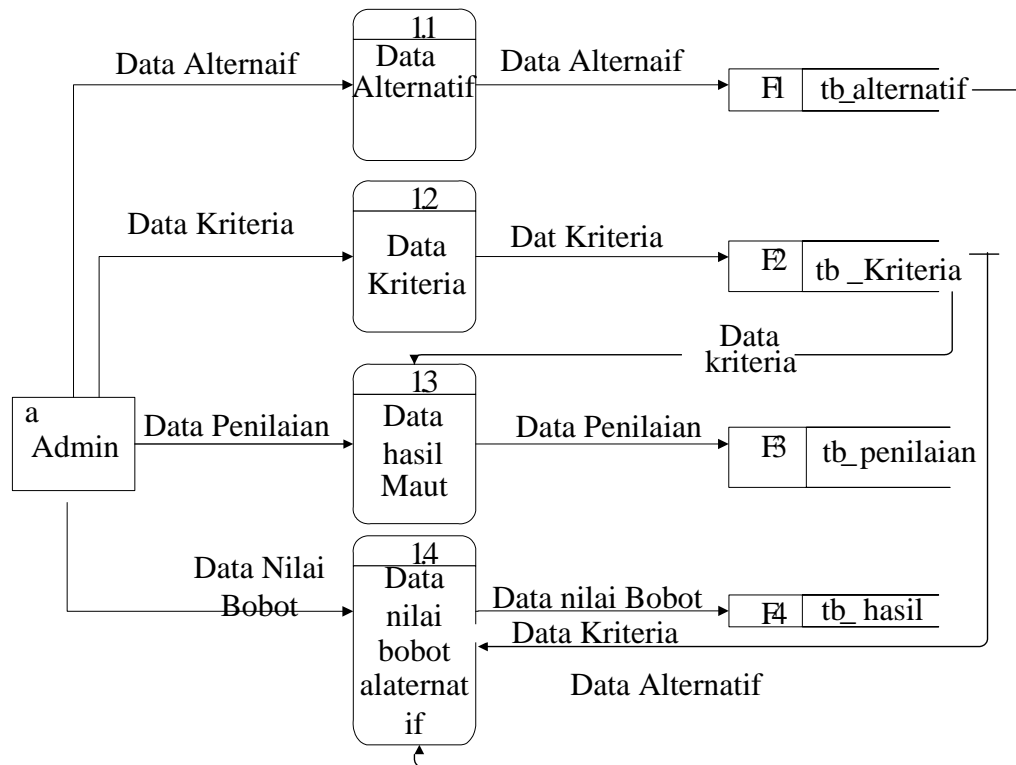 1.1
Data Alternaif
Data
Alternatif
Data Alternaif
F1
tb_alternatif
1.2
Data Kriteria
Data
Kriteria
Dat Kriteria
F2
tb _Kriteria
Data
kriteria
1.3
a
Admin
Data Penilaian
Data
hasil
Maut
Data Penilaian
F3
tb_penilaian
1.4
Data Nilai
Bobot
Data
nilai
bobot
alaternat
if
Data nilai Bobot
F4
tb_ hasil
Data Kriteria
Data Alternatif